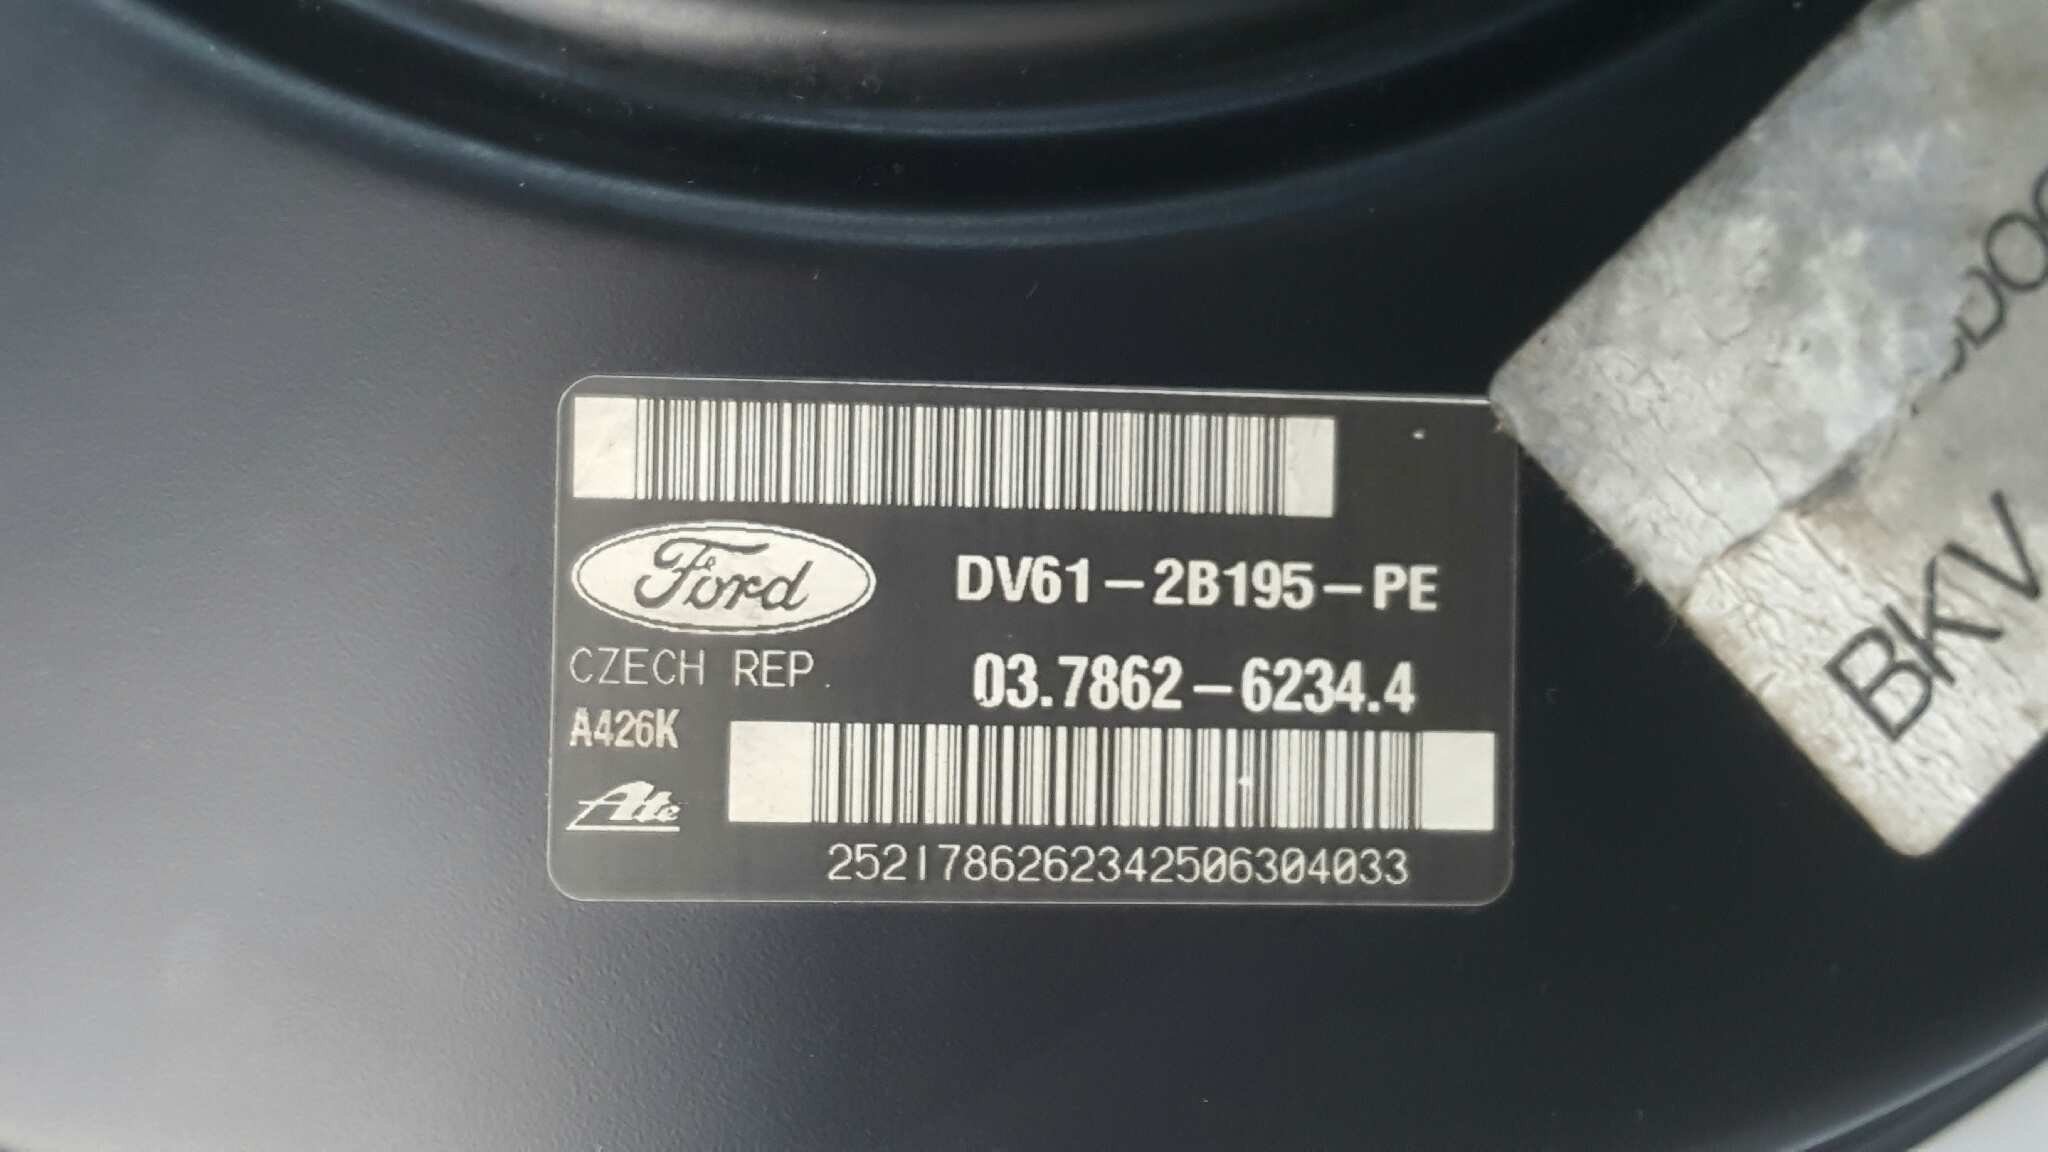 Ford
DV61-2B195-PE
CZECH REP.
03.7862-6234.4
A426K
Ate
2521786262342506304033
BKV